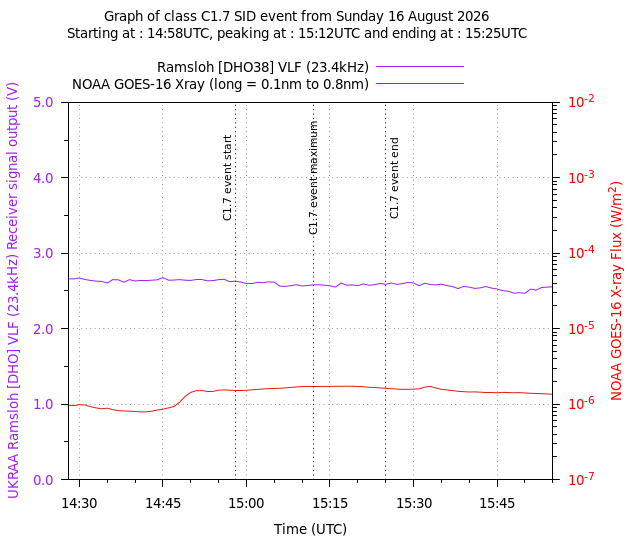 Graph of class C1.7 SID event from Sunday 16 August 2026
Starting at : 14:58UTC, peaking at : 15:12UTC and ending at : 15:25UTC
Ramsloh [DHO38] VLF (23.4kHz)
NOAA GOES-16 Xray (long = 0.1nm to 0.8nm)
UKRAA Ramsloh [DHO] VLF (23.4kHz) Receiver signal output (V)
5.0
4.0
3.0
2.0
1.0
0.0
C1.7 event start
C1.7 event maximum
C1.7 event end
10-2
10-3
10-4
10-5
10-6
10-7
NOAA GOES-16 X-ray Flux (W/m2)
14:30 14:45 15:00 15:15 15:30 15:45
Time (UTC)